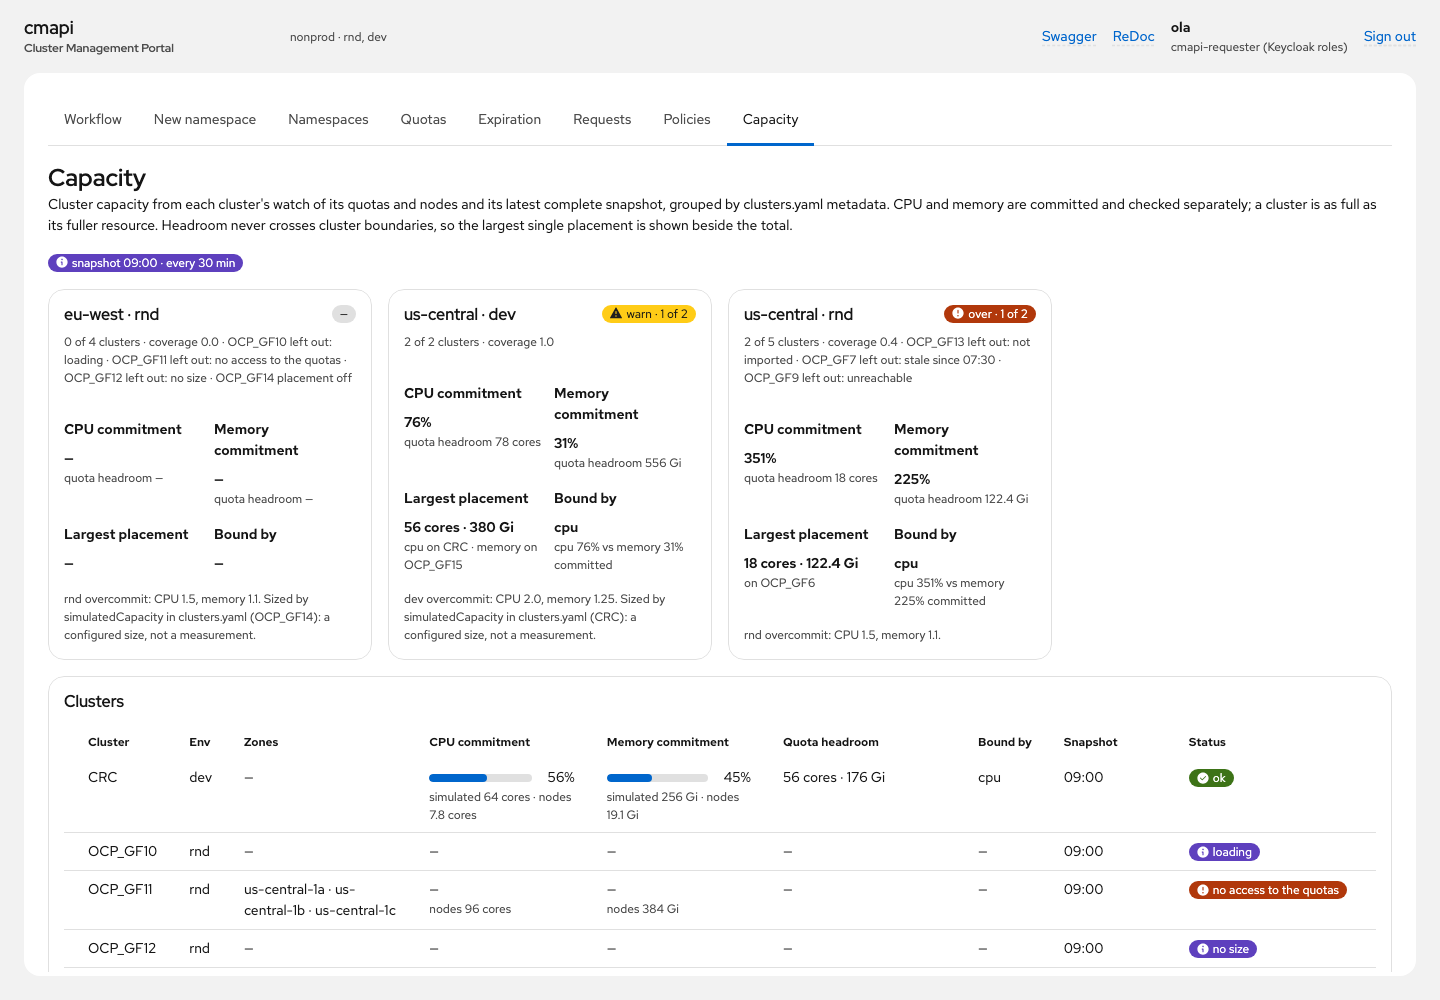 cmapi
Cluster Management Portal
nonprod · rnd, dev
Swagger
ReDoc
ola
cmapi-requester (Keycloak roles)
Sign out
Workflow
New namespace
Namespaces
Quotas
Expiration
Requests
Policies
Capacity
Capacity
Cluster capacity from each cluster's watch of its quotas and nodes and its latest complete snapshot, grouped by clusters.yaml metadata. CPU and memory are committed and checked separately; a cluster is as full as
its fuller resource. Headroom never crosses cluster boundaries, so the largest single placement is shown beside the total.
snapshot 09:00 · every 30 min
eu-west · rnd
–
0 of 4 clusters · coverage 0.0 · OCP_GF10 left out:
loading · OCP_GF11 left out: no access to the quotas ·
OCP_GF12 left out: no size · OCP_GF14 placement off
CPU commitment
–
quota headroom –
Memory
commitment
–
quota headroom –
Largest placement
–
Bound by
–
rnd overcommit: CPU 1.5, memory 1.1. Sized by
simulatedCapacity in clusters.yaml (OCP_GF14): a
configured size, not a measurement.
us-central · dev
warn · 1 of 2
2 of 2 clusters · coverage 1.0
CPU commitment
76%
quota headroom 78 cores
Memory
commitment
31%
quota headroom 556 Gi
Largest placement
56 cores · 380 Gi
cpu on CRC · memory on
OCP_GF15
Bound by
cpu
cpu 76% vs memory 31%
committed
dev overcommit: CPU 2.0, memory 1.25. Sized by
simulatedCapacity in clusters.yaml (CRC): a
configured size, not a measurement.
us-central · rnd
over · 1 of 2
2 of 5 clusters · coverage 0.4 · OCP_GF13 left out: not
imported · OCP_GF7 left out: stale since 07:30 ·
OCP_GF9 left out: unreachable
CPU commitment
351%
quota headroom 18 cores
Memory
commitment
225%
quota headroom 122.4 Gi
Largest placement
18 cores · 122.4 Gi
on OCP_GF6
Bound by
cpu
cpu 351% vs memory
225% committed
rnd overcommit: CPU 1.5, memory 1.1.
Clusters
Cluster
Env
Zones
CPU commitment
Memory commitment
Quota headroom
Bound by
Snapshot
Status
CRC
dev
–
56%
simulated 64 cores · nodes
7.8 cores
45%
simulated 256 Gi · nodes
19.1 Gi
56 cores · 176 Gi
cpu
09:00
ok
OCP_GF10
rnd
–
–
–
–
–
09:00
loading
OCP_GF11
rnd
us-central-1a · us-
central-1b · us-central-1c
–
nodes 96 cores
–
nodes 384 Gi
–
–
09:00
no access to the quotas
OCP_GF12
rnd
–
–
–
–
–
09:00
no size